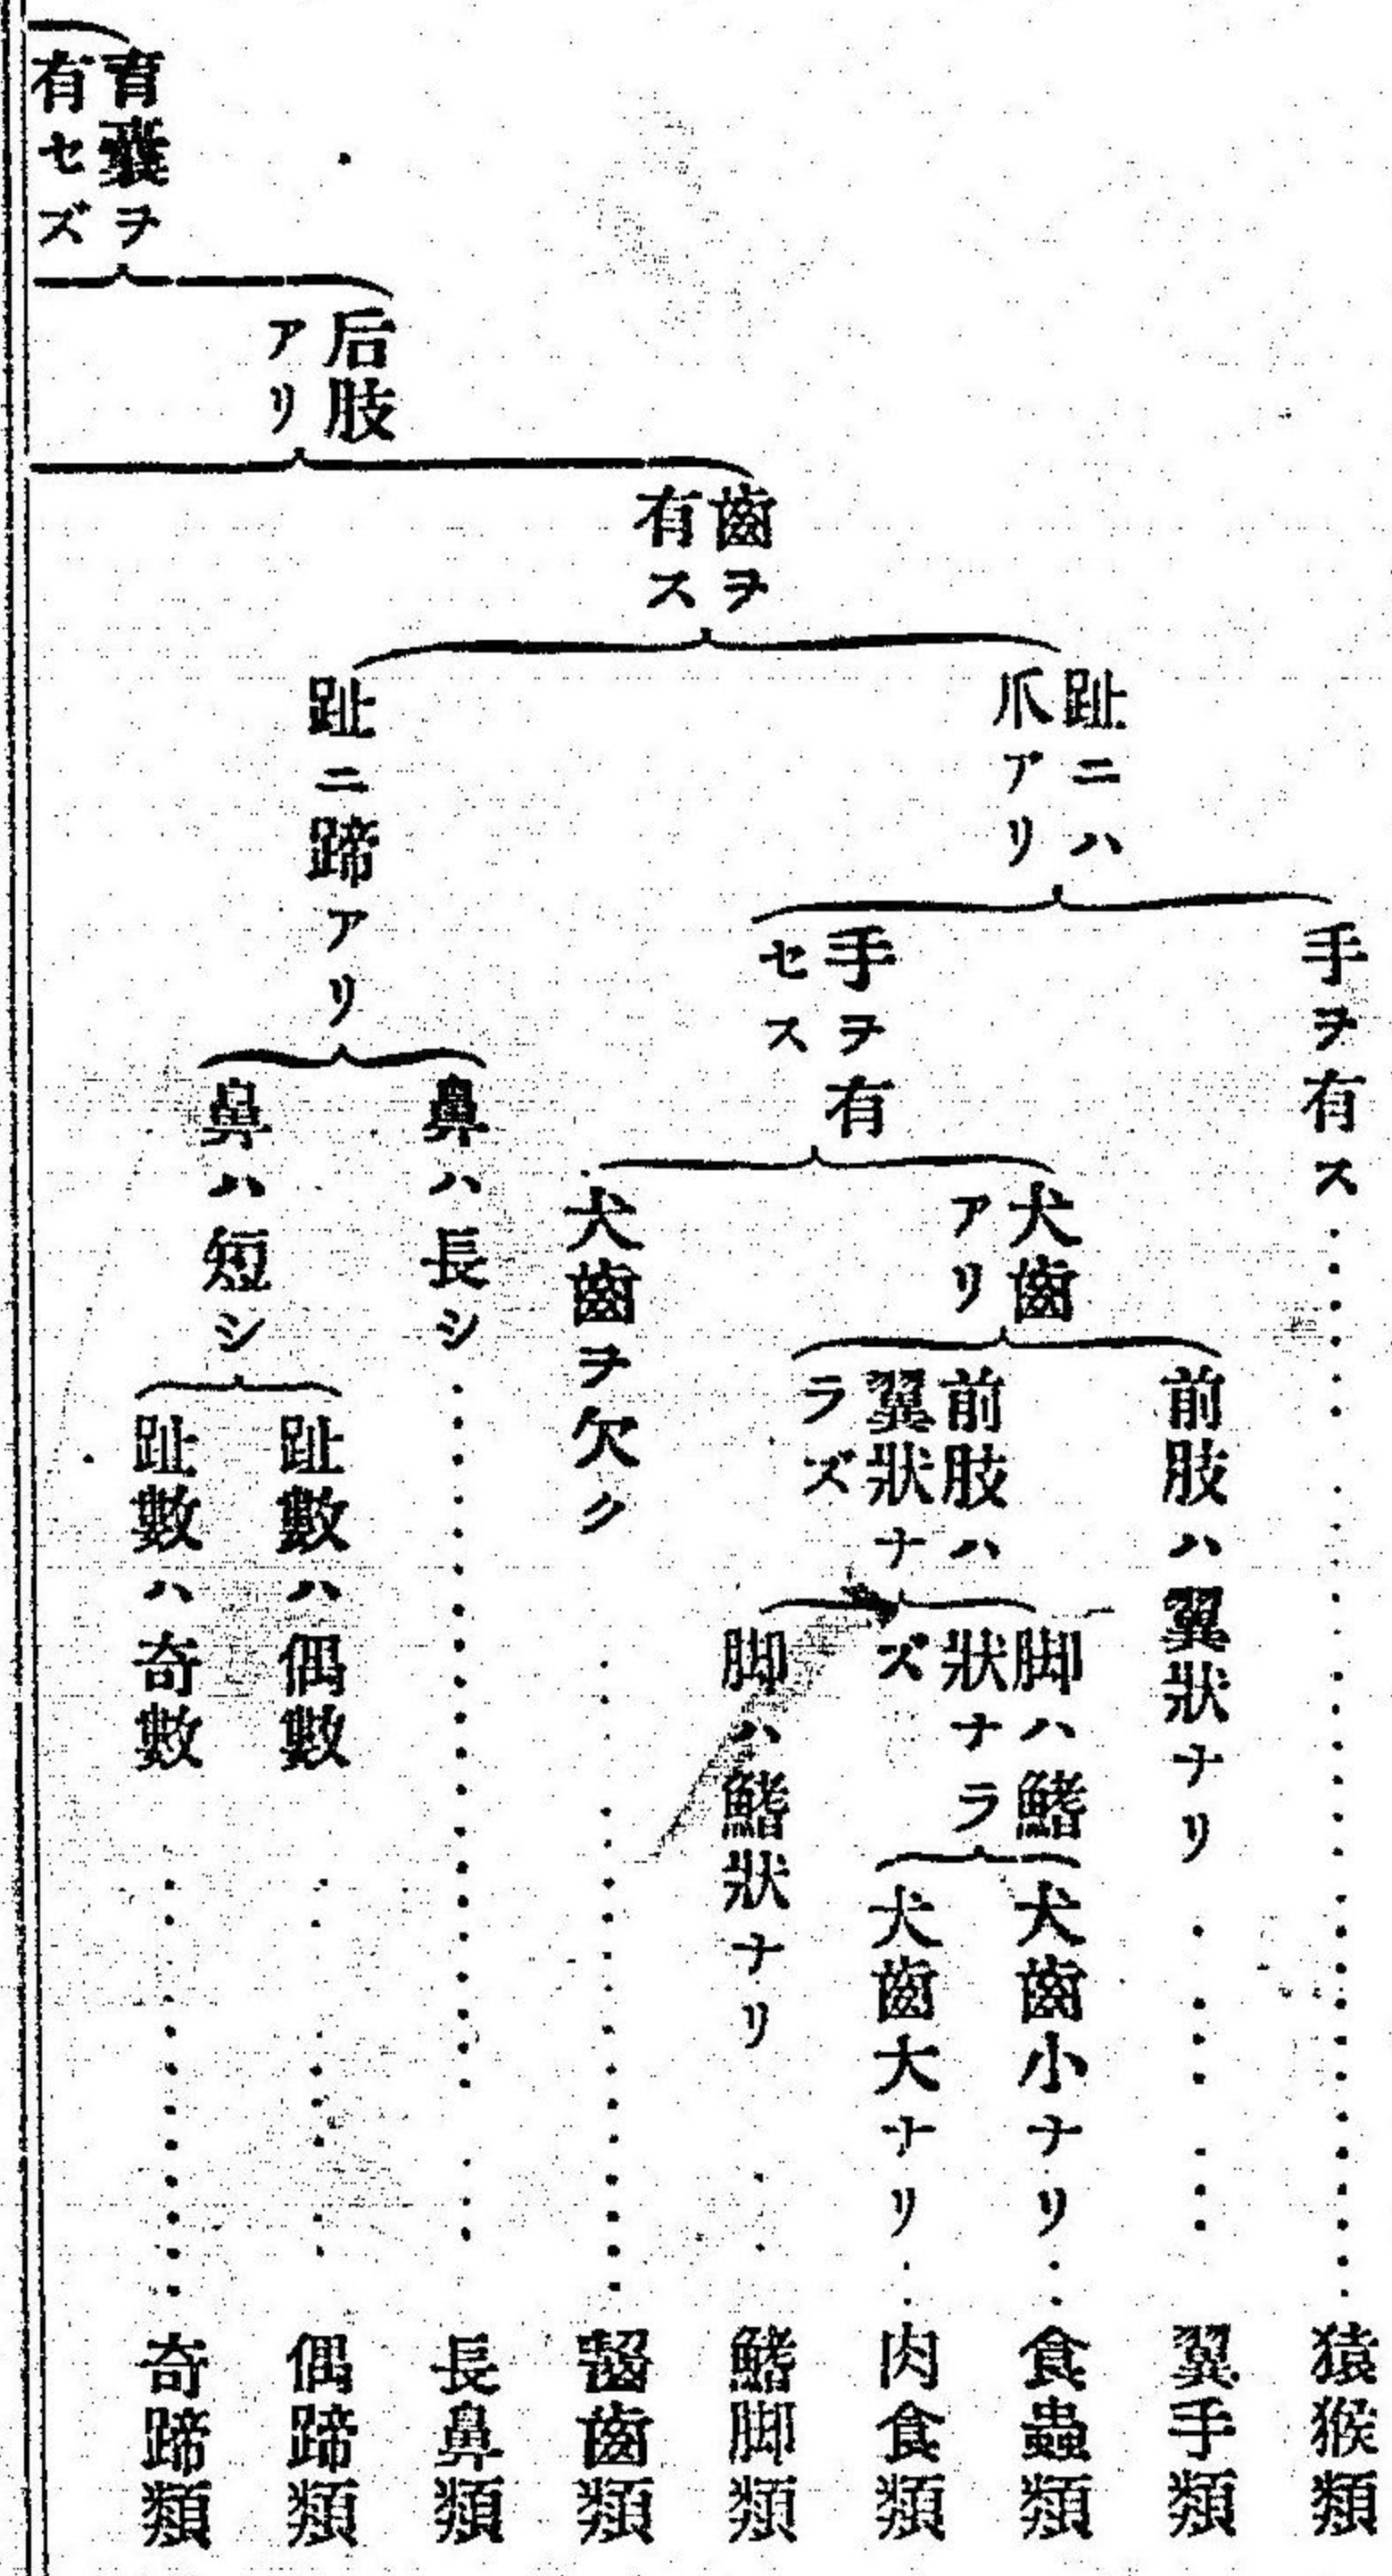 育囊ヲ
有セズ
后肢
アリ
齒ヲ
有ス
趾ニハ
爪アリ
手ヲ有ス
猿猴類
手ヲ有
セス
犬齒
アリ
前肢ハ翼狀ナリ
翼手類
前肢ハ
翼狀ナ
ラズ
脚ハ鰭
狀ナラ
ズ
犬齒小ナリ
食蟲類
犬齒大ナリ
肉食類
脚ハ鰭狀ナリ
鰭脚類
犬齒ヲ欠ク
齧齒類
趾ニ蹄アリ
鼻ハ長シ
長鼻類
鼻ハ短シ
趾數ハ偶數
偶蹄類
趾數ハ奇數
奇蹄類